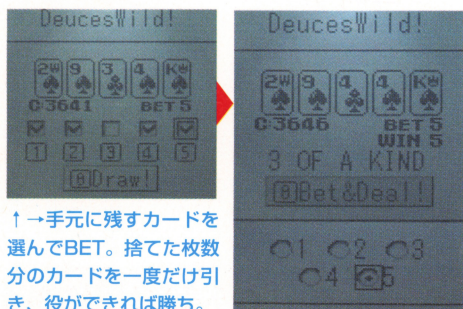 DeucesWild!
2W 9 3 4 K
C:3641 BET 5
1 2 3 4 5
0Draw!
↑→手元に残すカードを
選んでBET。捨てた枚数
分のカードを一度だけ引
き、役ができれば勝ち。
DeucesWild!
2W 9 4 4 K
C:3646 BET 5
WIN 5
3 OF A KIND
0Bet&Deal!
1 2 3
4 5